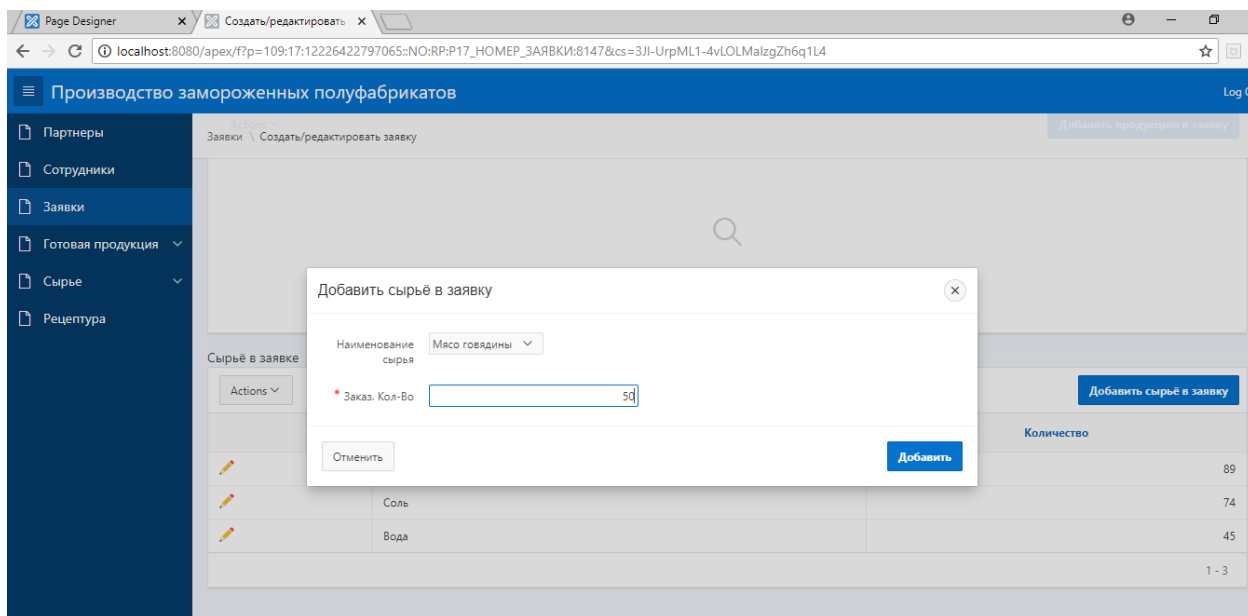 Page Designer
Создать/редактировать
localhost:8080/apex/f?p=109:17:12226422797065::NO:RP:P17_НОМЕР_ЗАЯВКИ:8147&cs=3JI-UrpML1-4vLOLMalzgZh6q1L4
Производство замороженных полуфабрикатов
Log
Партнеры
Actions
Заявки \ Создать/редактировать заявку
Добавить продукцию в заявку
Сотрудники
Заявки
Готовая продукция
Сырье
Рецептура
Добавить сырьё в заявку
Наименование сырья
Мясо говядины
* Заказ. Кол-Во
50
Отменить
Добавить
Сырьё в заявке
Actions
Добавить сырьё в заявку
Количество
89
Соль
74
Вода
45
1 - 3